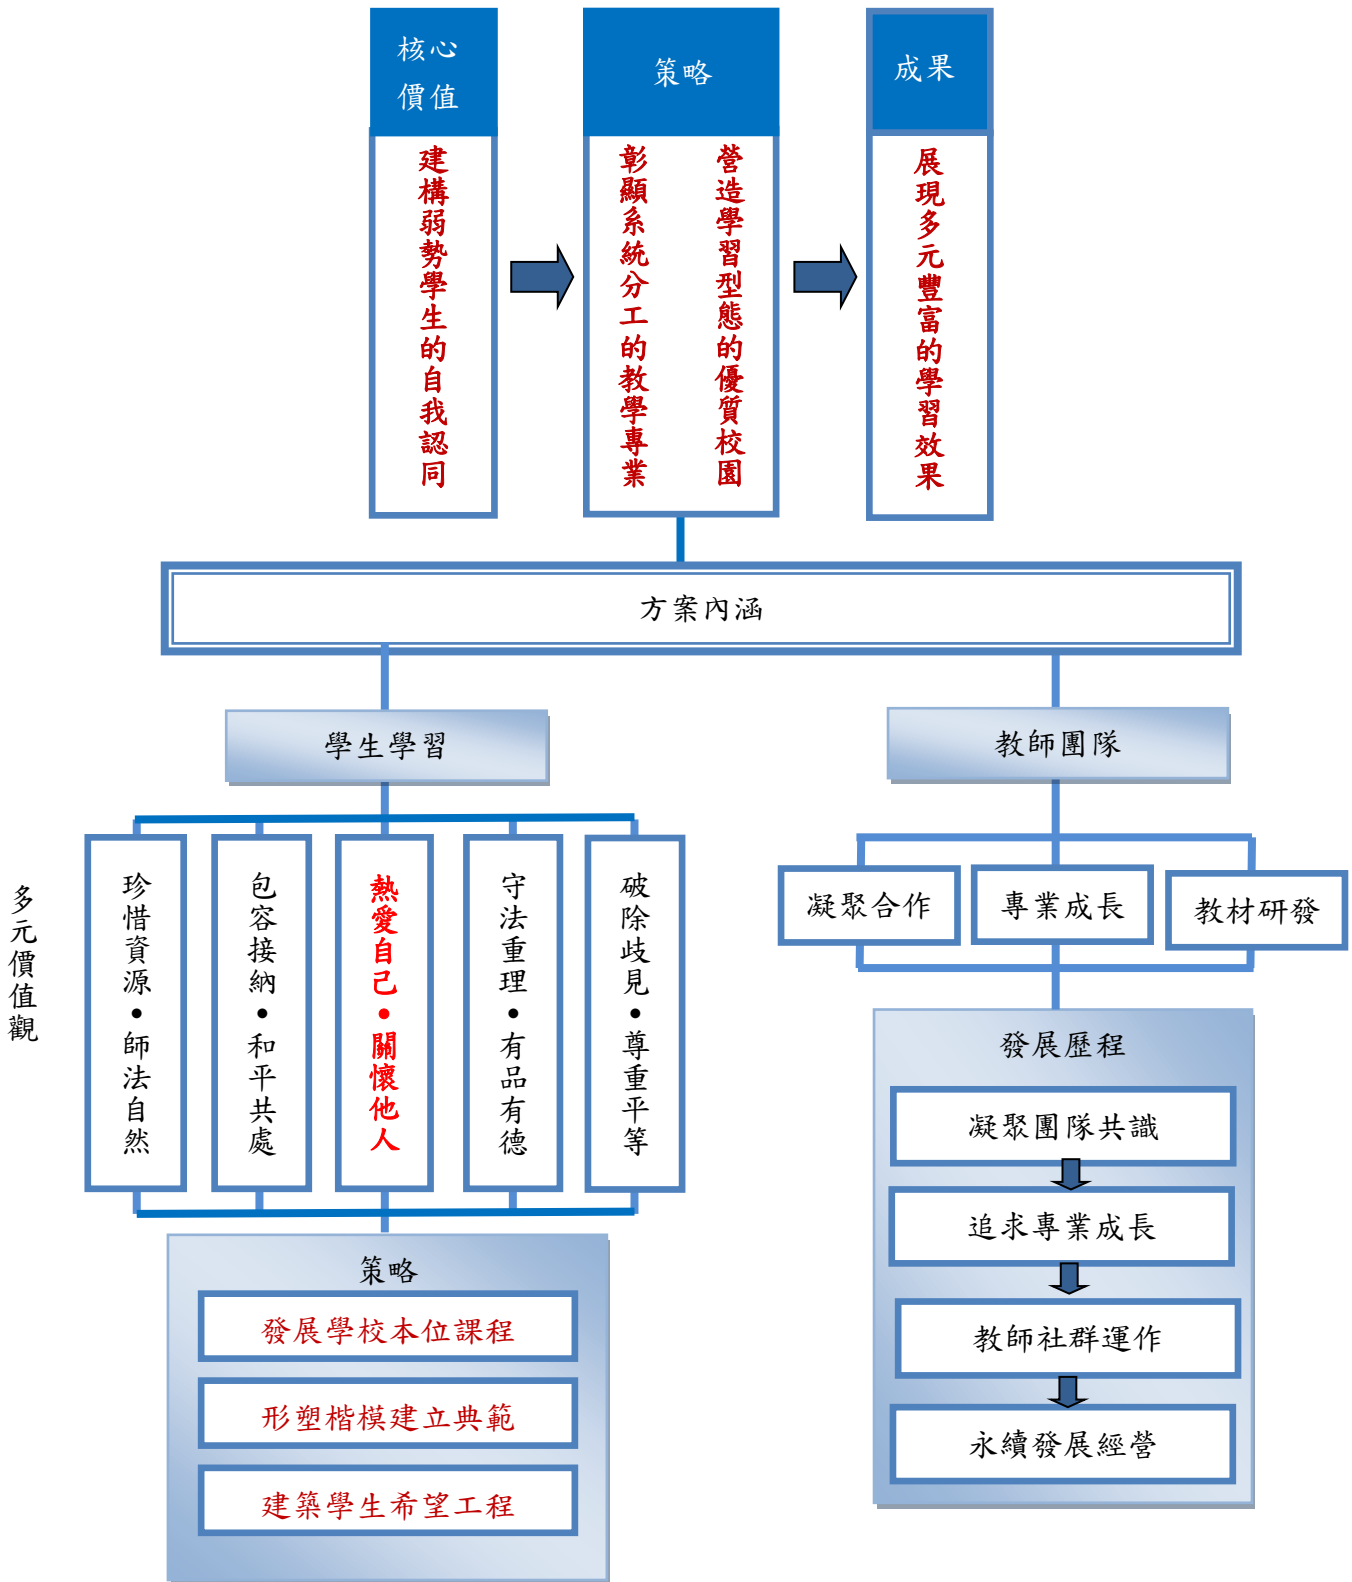 核心
價值
策略
成果
建構弱勢學生的自我認同
營造學習型態的優質校園
彰顯系統分工的教學專業
展現多元豐富的學習效果
方案內涵
學生學習
教師團隊
多元價值觀
珍惜資源•師法自然
包容接納•和平共處
熱愛自己•關懷他人
守法重理•有品有德
破除歧見•尊重平等
凝聚合作
專業成長
教材研發
策略
發展學校本位課程
形塑楷模建立典範
建築學生希望工程
發展歷程
凝聚團隊共識
追求專業成長
教師社群運作
永續發展經營